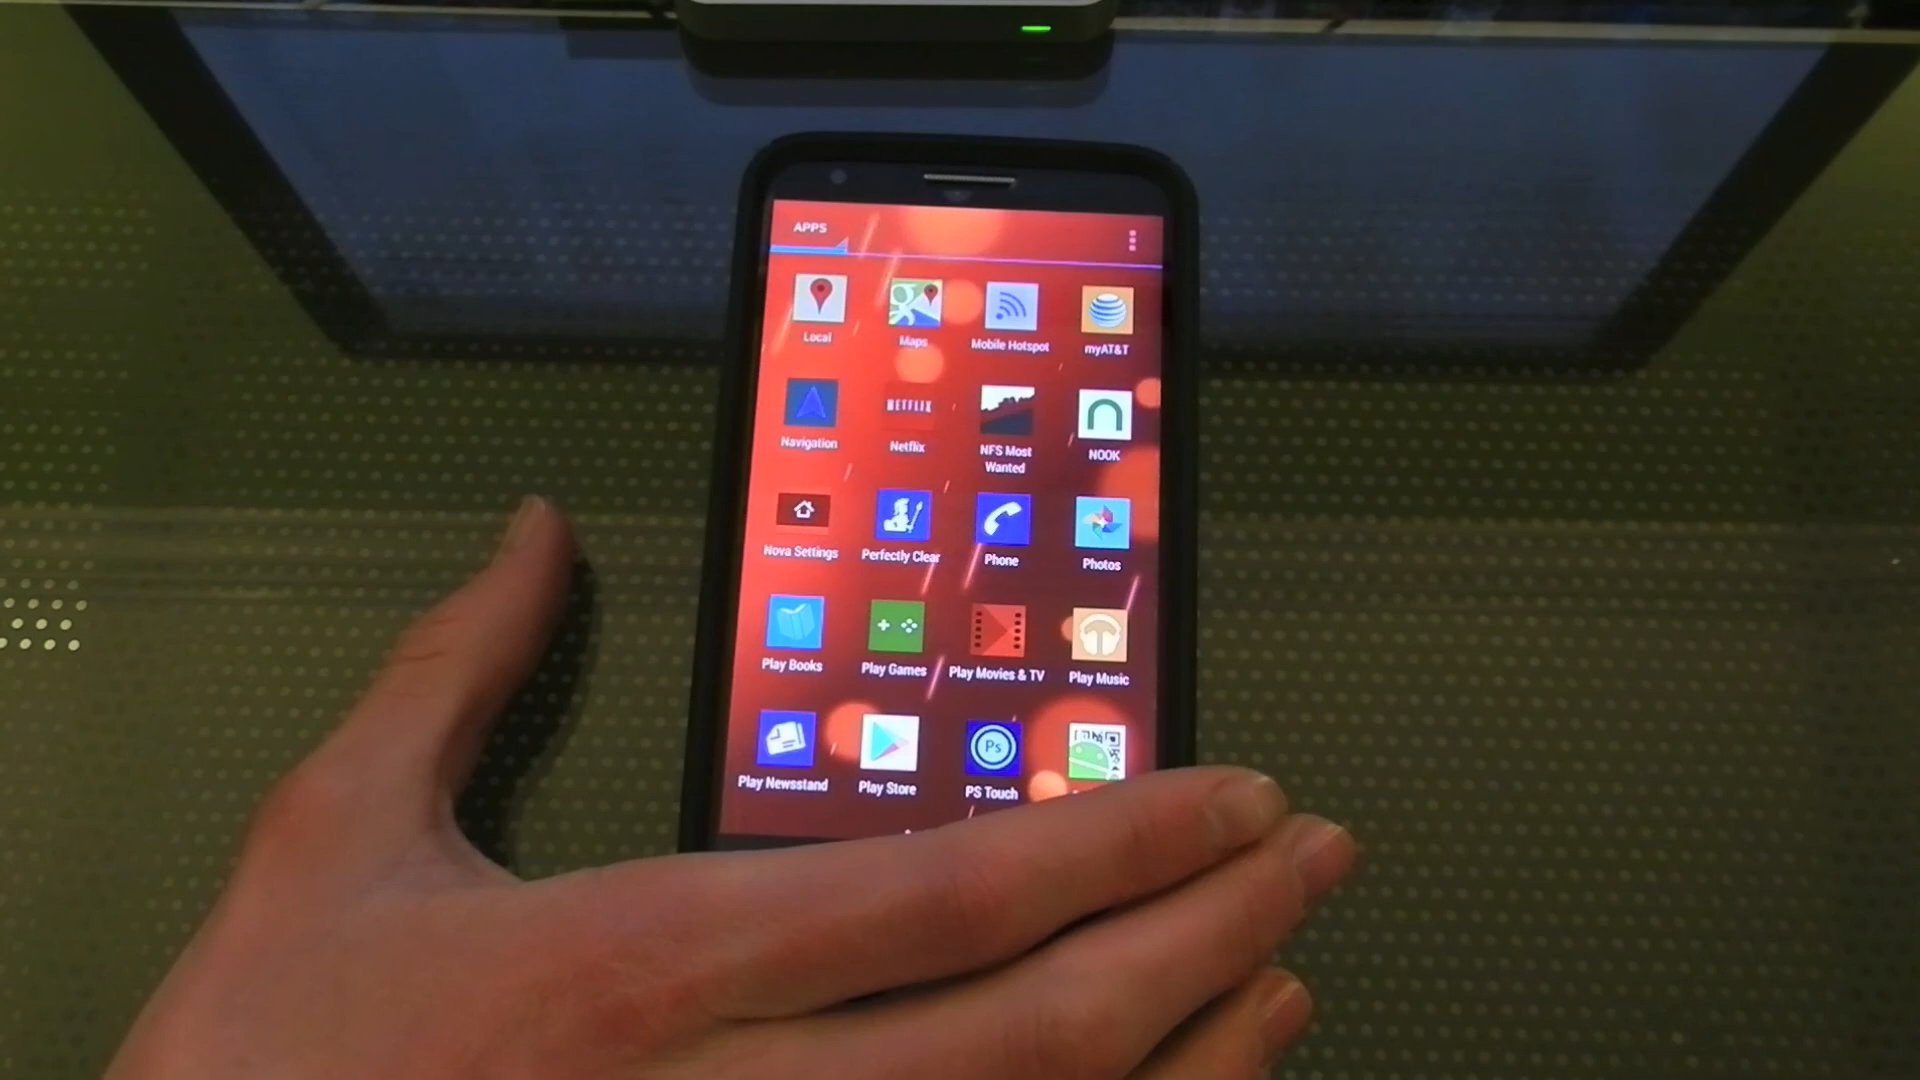 APPS
Local
Maps
Mobile Hotspot
myAT&T
NETFLIX
Navigation
Netflix
NFS Most
Wanted
n
NOOK
Nova Settings
Perfectly Clear
Phone
Photos
Play Books
Play Games
Play Movies & TV
Play Music
Ps
Play Newsstand
Play Store
PS Touch